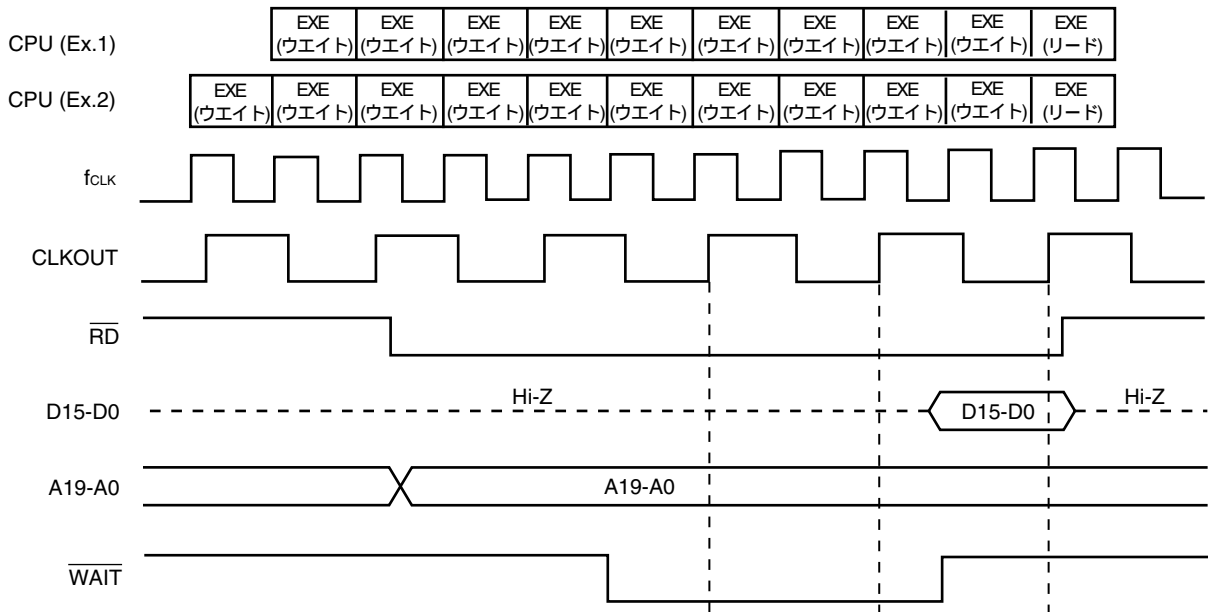 CPU (Ex.1)
EXE EXE EXE EXE EXE EXE EXE EXE EXE EXE
(ウエイト) (ウエイト) (ウエイト) (ウエイト) (ウエイト) (ウエイト) (ウエイト) (ウエイト) (ウエイト) (リード)
CPU (Ex.2)
EXE EXE EXE EXE EXE EXE EXE EXE EXE EXE EXE
(ウエイト) (ウエイト) (ウエイト) (ウエイト) (ウエイト) (ウエイト) (ウエイト) (ウエイト) (ウエイト) (ウエイト) (リード)
fCLK
CLKOUT
RD
D15-D0 Hi-Z D15-D0 Hi-Z
A19-A0 A19-A0
WAIT